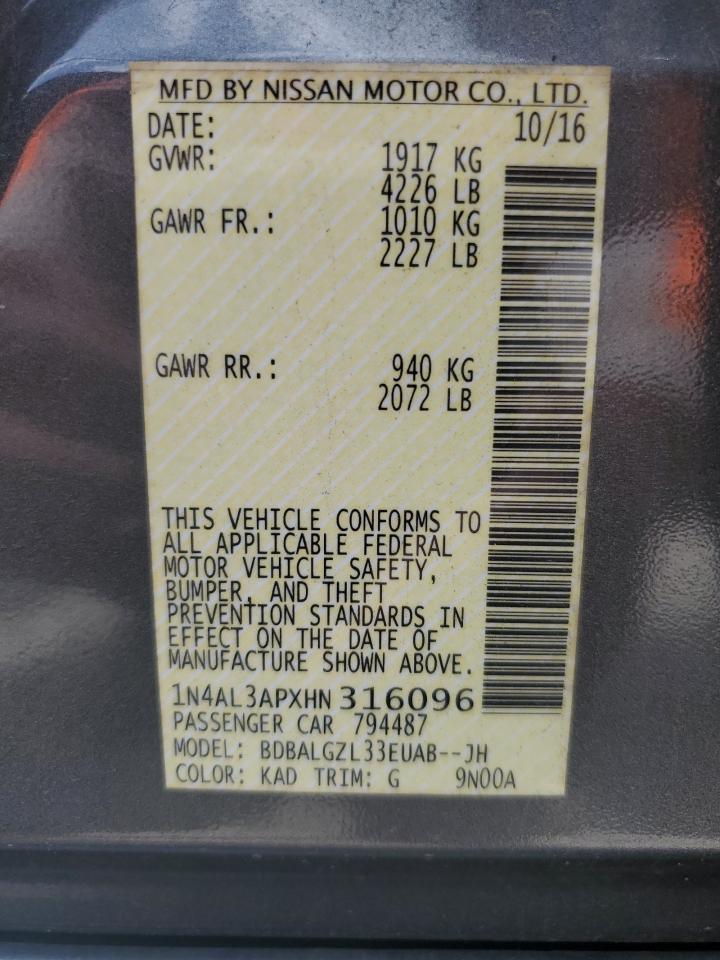 MFD BY NISSAN MOTOR CO., LTD.
DATE: 10/16
GVWR: 1917 KG
4226 LB
GAWR FR.: 1010 KG
2227 LB
GAWR RR.: 940 KG
2072 LB
THIS VEHICLE CONFORMS TO
ALL APPLICABLE FEDERAL
MOTOR VEHICLE SAFETY,
BUMPER, AND THEFT
PREVENTION STANDARDS IN
EFFECT ON THE DATE OF
MANUFACTURE SHOWN ABOVE.
1N4AL3APXHN 316096
PASSENGER CAR 794487
MODEL: BDBALGZL33EUAB--JH
COLOR: KAD TRIM: G 9N00A